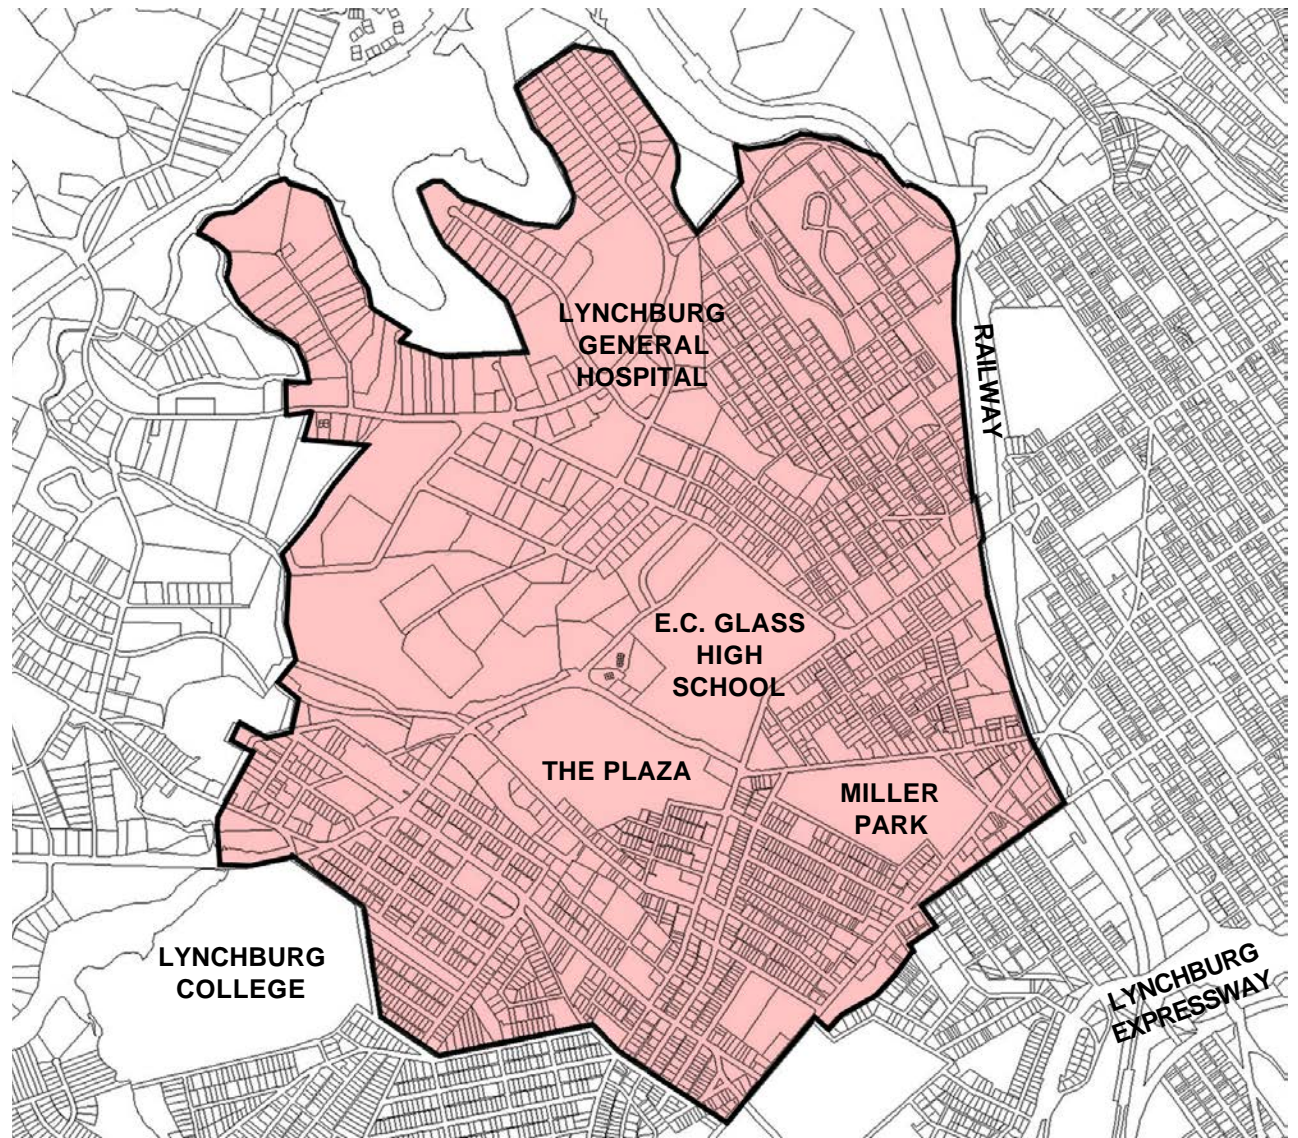 LYNCHBURG
GENERAL
HOSPITAL
RAILWAY
E.C. GLASS
HIGH
SCHOOL
THE PLAZA
MILLER
PARK
LYNCHBURG
COLLEGE
LYNCHBURG
EXPRESSWAY